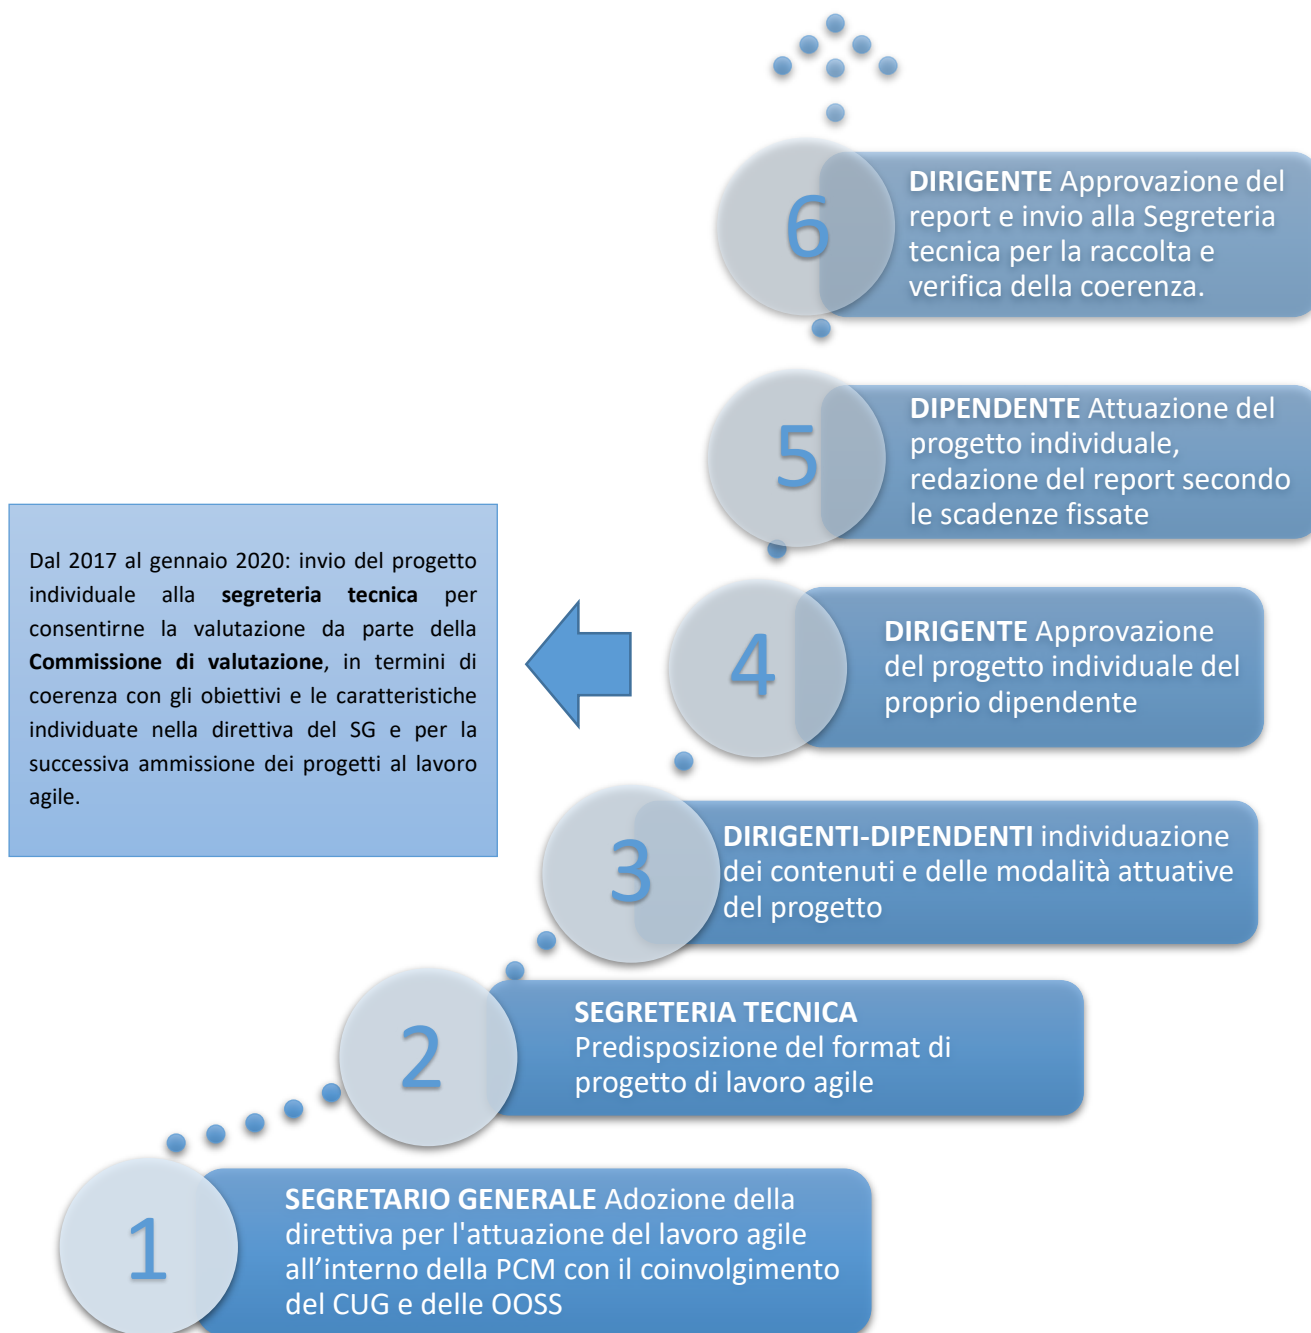 6
DIRIGENTE Approvazione del
report e invio alla Segreteria
tecnica per la raccolta e
verifica della coerenza.
5
DIPENDENTE Attuazione del
progetto individuale,
redazione del report secondo
le scadenze fissate
Dal 2017 al gennaio 2020: invio del progetto
individuale alla segreteria tecnica per
consentirne la valutazione da parte della
Commissione di valutazione, in termini di
coerenza con gli obiettivi e le caratteristiche
individuate nella direttiva del SG e per la
successiva ammissione dei progetti al lavoro
agile.
4
DIRIGENTE Approvazione
del progetto individuale del
proprio dipendente
3
DIRIGENTI-DIPENDENTI individuazione
dei contenuti e delle modalità attuative
del progetto
2
SEGRETERIA TECNICA
Predisposizione del format di
progetto di lavoro agile
1
SEGRETARIO GENERALE Adozione della
direttiva per l'attuazione del lavoro agile
all’interno della PCM con il coinvolgimento
del CUG e delle OOSS